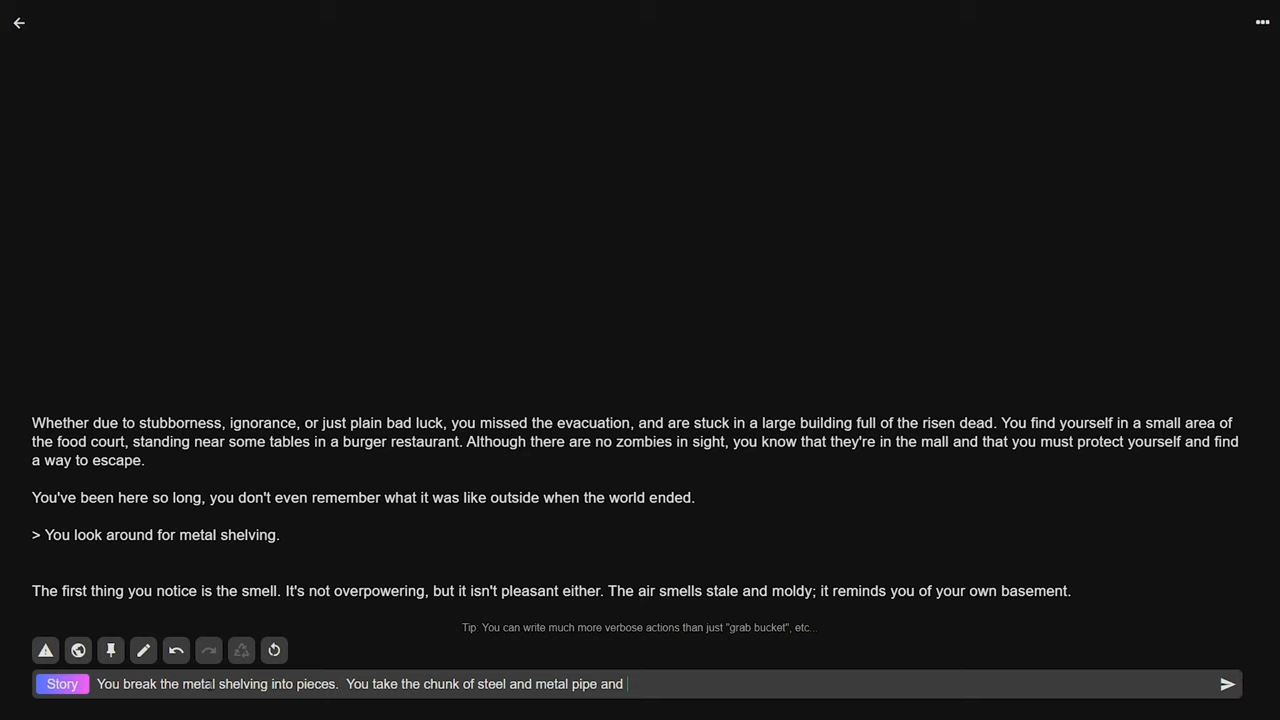 Whether due to stubborness, ignorance, or just plain bad luck, you missed the evacuation, and are stuck in a large building full of the risen dead. You find yourself in a small area of
the food court, standing near some tables in a burger restaurant. Although there are no zombies in sight, you know that they're in the mall and that you must protect yourself and find
a way to escape.
You've been here so long, you don't even remember what it was like outside when the world ended.
> You look around for metal shelving.
The first thing you notice is the smell. It's not overpowering, but it isn't pleasant either. The air smells stale and moldy; it reminds you of your own basement.
Tip: You can write much more verbose actions than just "grab bucket", etc...
Story You break the metal shelving into pieces.  You take the chunk of steel and metal pipe and